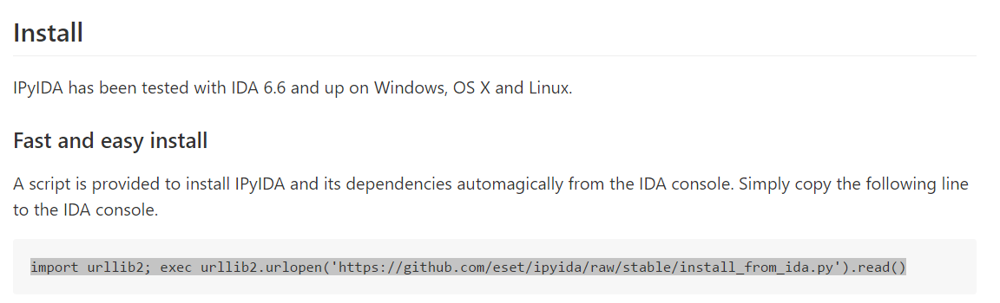 Install
IPyIDA has been tested with IDA 6.6 and up on Windows, OS X and Linux.
Fast and easy install
A script is provided to install IPyIDA and its dependencies automagically from the IDA console. Simply copy the following line
to the IDA console.
import urllib2; exec urllib2.urlopen('https://github.com/eset/ipyida/raw/stable/install_from_ida.py').read()